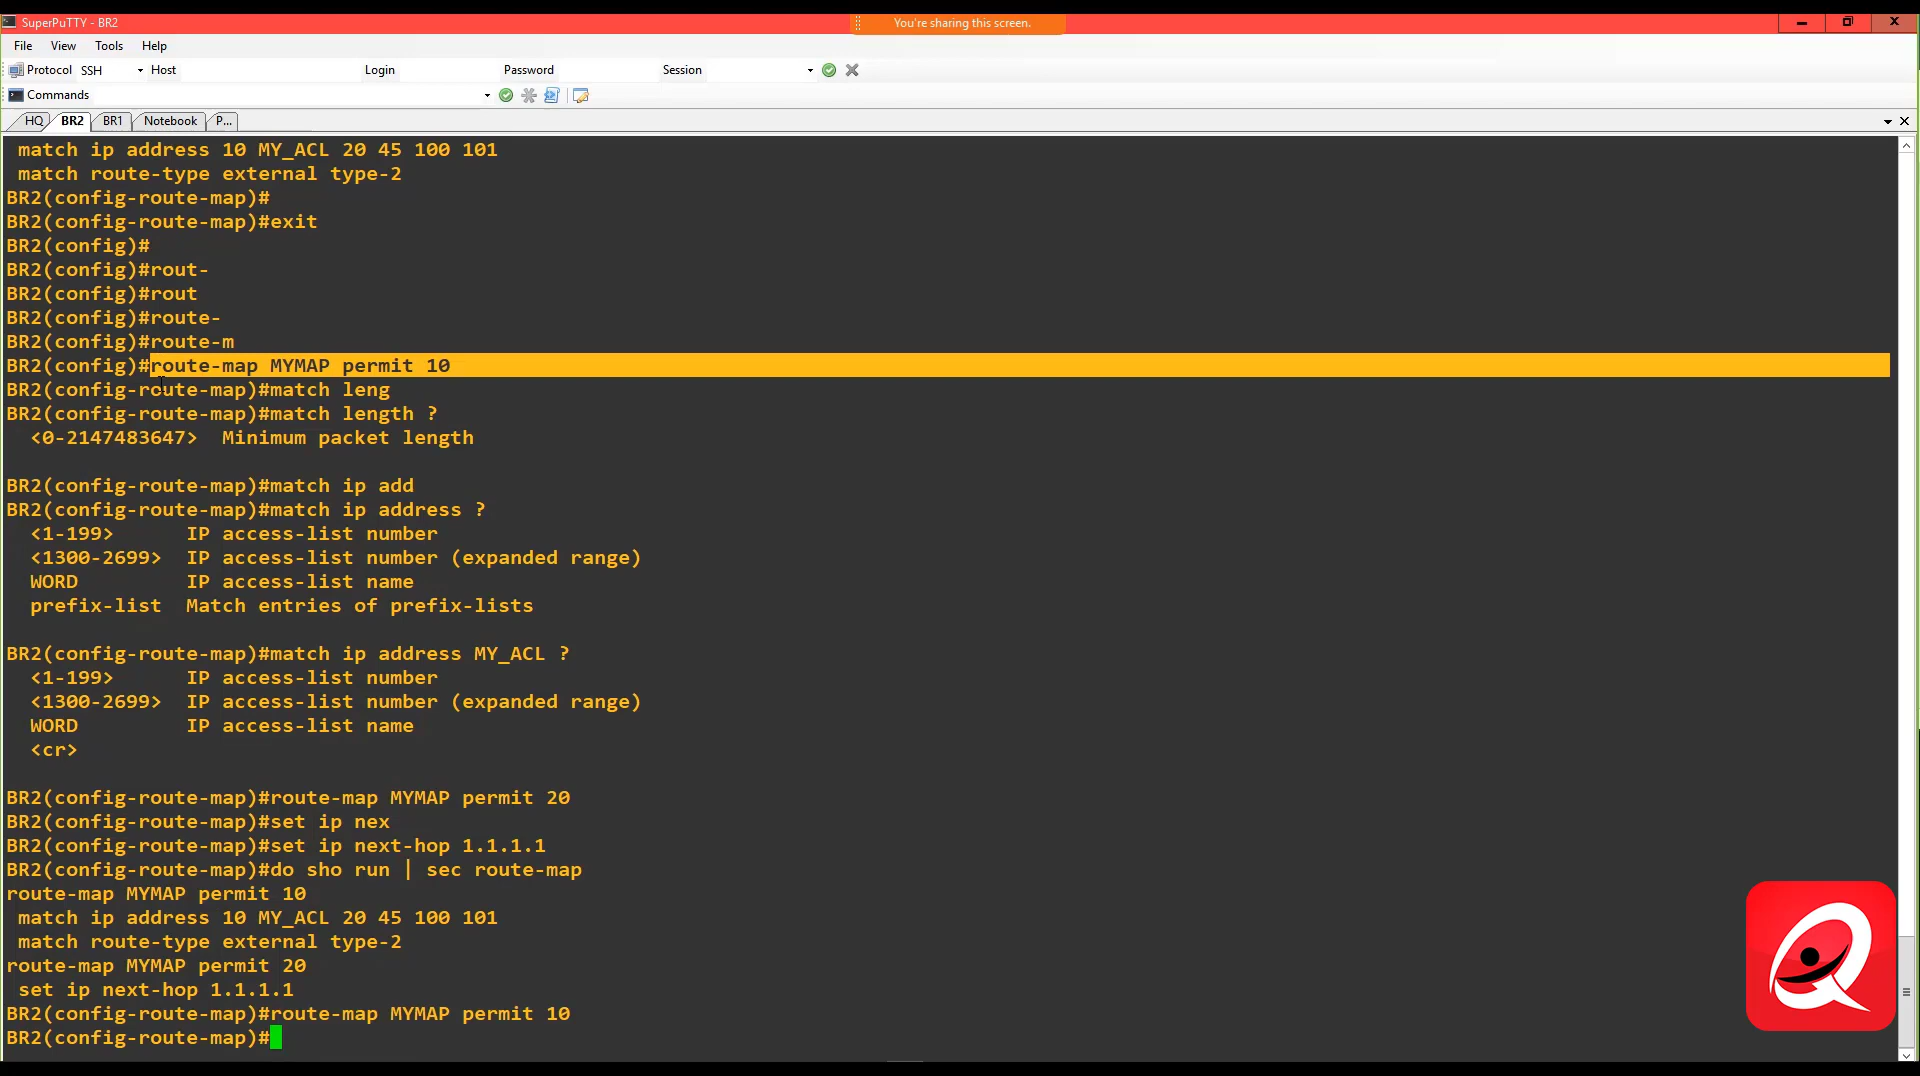 SuperPuTTY - BR2
You're sharing this screen.
File View Tools Help
Protocol SSH Host Login Password Session
Commands
HQ BR2 BR1 Notebook P...
match ip address 10 MY_ACL 20 45 100 101
match route-type external type-2
BR2(config-route-map)#
BR2(config-route-map)#exit
BR2(config)#
BR2(config)#rout-
BR2(config)#rout
BR2(config)#route-
BR2(config)#route-m
BR2(config)#route-map MYMAP permit 10
BR2(config-route-map)#match leng
BR2(config-route-map)#match length ?
<0-2147483647> Minimum packet length
BR2(config-route-map)#match ip add
BR2(config-route-map)#match ip address ?
<1-199> IP access-list number
<1300-2699> IP access-list number (expanded range)
WORD IP access-list name
prefix-list Match entries of prefix-lists
BR2(config-route-map)#match ip address MY_ACL ?
<1-199> IP access-list number
<1300-2699> IP access-list number (expanded range)
WORD IP access-list name
<cr>
BR2(config-route-map)#route-map MYMAP permit 20
BR2(config-route-map)#set ip nex
BR2(config-route-map)#set ip next-hop 1.1.1.1
BR2(config-route-map)#do sho run | sec route-map
route-map MYMAP permit 10
match ip address 10 MY_ACL 20 45 100 101
match route-type external type-2
route-map MYMAP permit 20
set ip next-hop 1.1.1.1
BR2(config-route-map)#route-map MYMAP permit 10
BR2(config-route-map)#